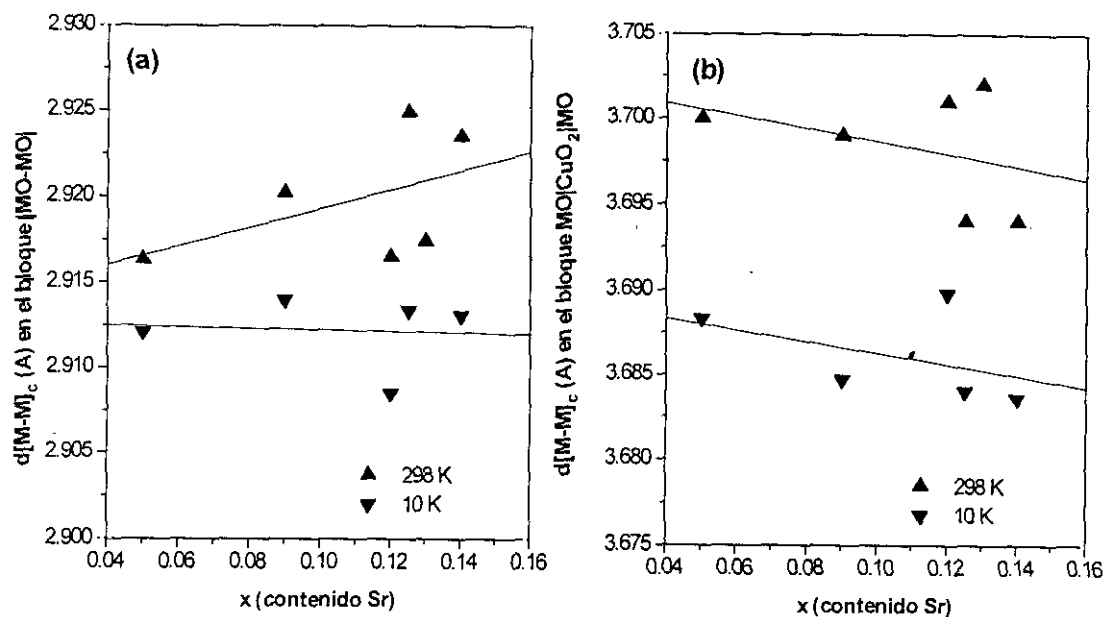 (a)
d[M-M]c (A) en el bloque |MO-MO|
2.930
2.925
2.920
2.915
2.910
2.905
2.900
0.04 0.06 0.08 0.10 0.12 0.14 0.16
x (contenido Sr)
298 K
10 K
(b)
d[M-M]c (A) en el bloque MO|CuO2|MO
3.705
3.700
3.695
3.690
3.685
3.680
3.675
0.04 0.06 0.08 0.10 0.12 0.14 0.16
x (contenido Sr)
298 K
10 K